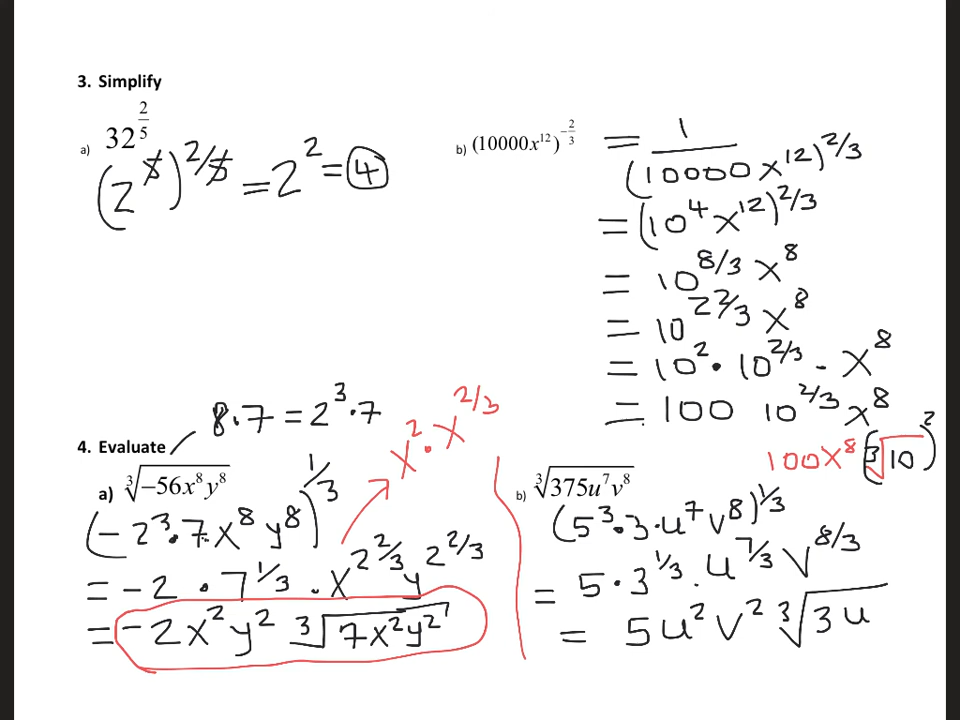 3. Simplify
a) 32^(2/5)
(2^5)^(2/5) = 2^2 = 4
b) (10000x^12)^(-2/3) = 1/(10000x^12)^(2/3)
= (10^4 x^12)^(2/3)
= 10^(8/3) x^8
= 10^(2 2/3) x^8
= 10^2 · 10^(2/3) - x^8
= 100 10^(2/3) x^8
100x^8 (∛10)^2
8·7 = 2^3·7
x^2 · x^(2/3)
4. Evaluate
a) ∛(-56x^8y^8)
(-2^3·7x^8y^8)^(1/3)
= -2 · 7^(1/3) · x^(2 2/3) y^(2 2/3)
= -2x^2y^2 ∛(7x^2y^2)
b) ∛(375u^7v^8)
(5^3·3·u^7v^8)^(1/3)
= 5·3^(1/3) · u^(7/3) v^(8/3)
= 5u^2v^2 ∛(3u